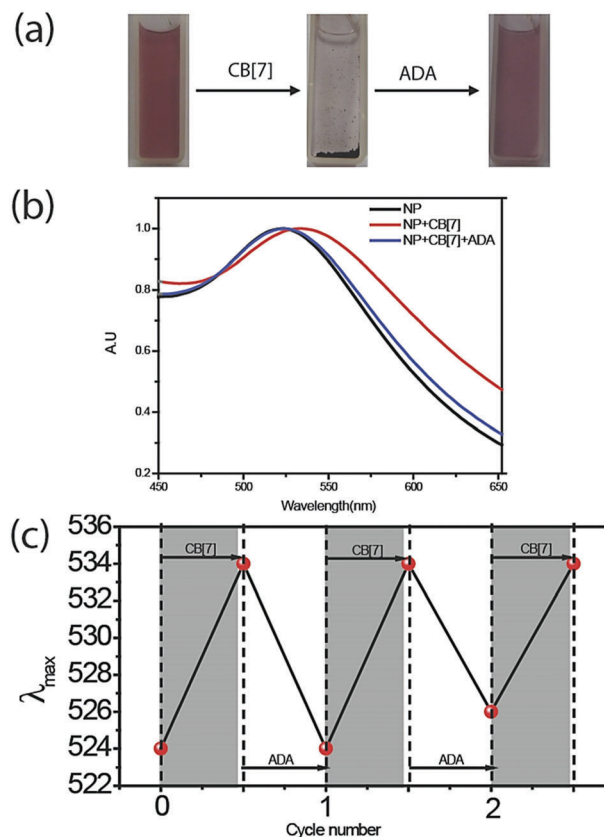 (a)
CB[7]
ADA
(b)
NP
NP+CB[7]
NP+CB[7]+ADA
1.0
0.8
0.6
0.4
0.2
A.U
450
500
550
600
650
Wavelength(nm)
(c)
536
534
532
530
528
526
524
522
λmax
CB[7]
CB[7]
CB[7]
ADA
ADA
0
1
2
Cycle number